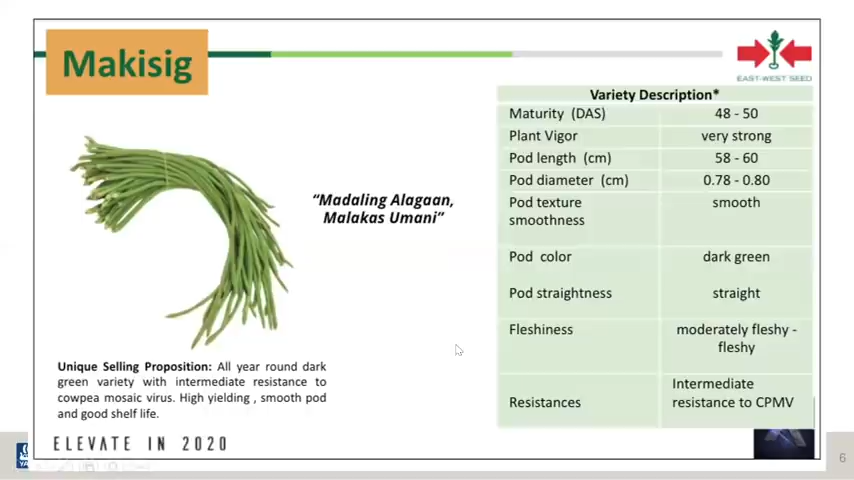 Makisig
EAST-WEST SEED
Variety Description*
Maturity (DAS) 48 - 50
Plant Vigor very strong
Pod length (cm) 58 - 60
Pod diameter (cm) 0.78 - 0.80
Pod texture smooth
smoothness
Pod color dark green
Pod straightness straight
Fleshiness moderately fleshy -
fleshy
Intermediate
Resistances resistance to CPMV
“Madaling Alagaan,
Malakas Umani”
Unique Selling Proposition: All year round dark
green variety with intermediate resistance to
cowpea mosaic virus. High yielding , smooth pod
and good shelf life.
ELEVATE IN 2020
6